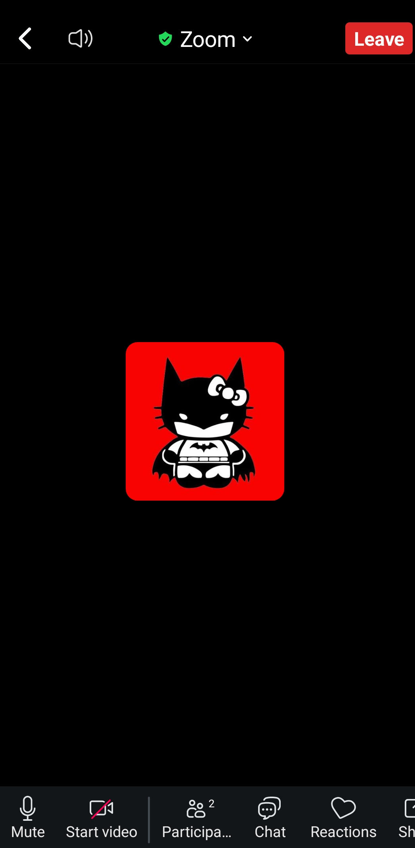 Zoom
Leave
2
Mute
Start video
Participa...
Chat
Reactions
Sh